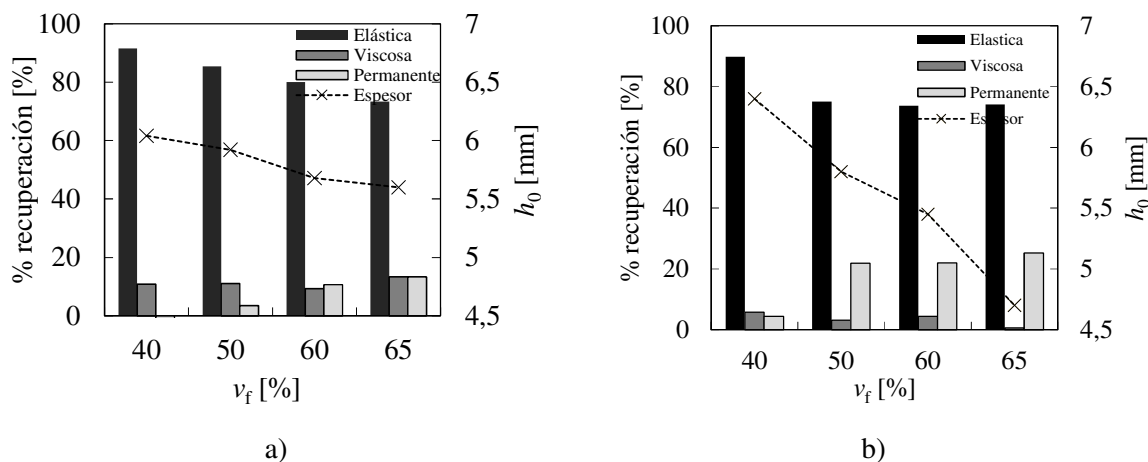 100
80
60
40
20
0
% recuperación [%]
Elástica
Viscosa
Permanente
Espesor
7
6,5
6
5,5
5
4,5
h0 [mm]
40 50 60 65
vf [%]
a)
100
80
60
40
20
0
% recuperación [%]
Elastica
Viscosa
Permanente
Espesor
7
6,5
6
5,5
5
4,5
h0 [mm]
40 50 60 65
vf [%]
b)